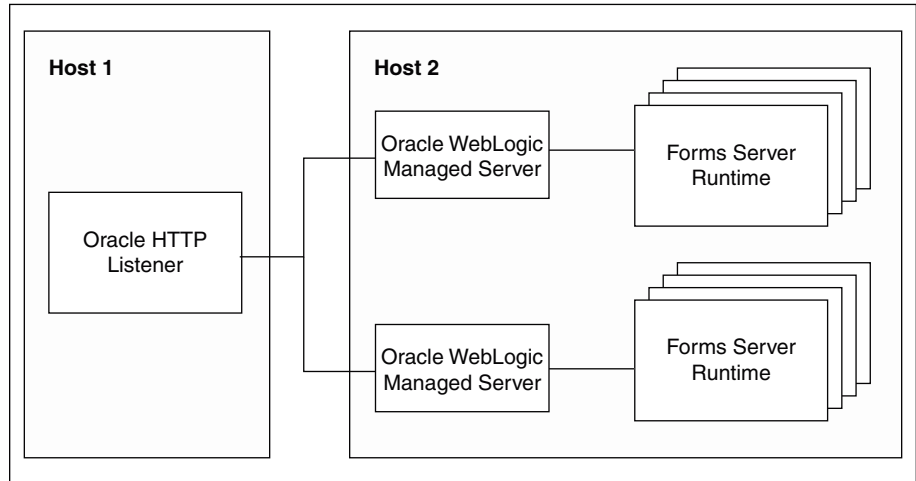 Host 1
Oracle HTTP
Listener
Host 2
Oracle WebLogic
Managed Server
Forms Server
Runtime
Oracle WebLogic
Managed Server
Forms Server
Runtime